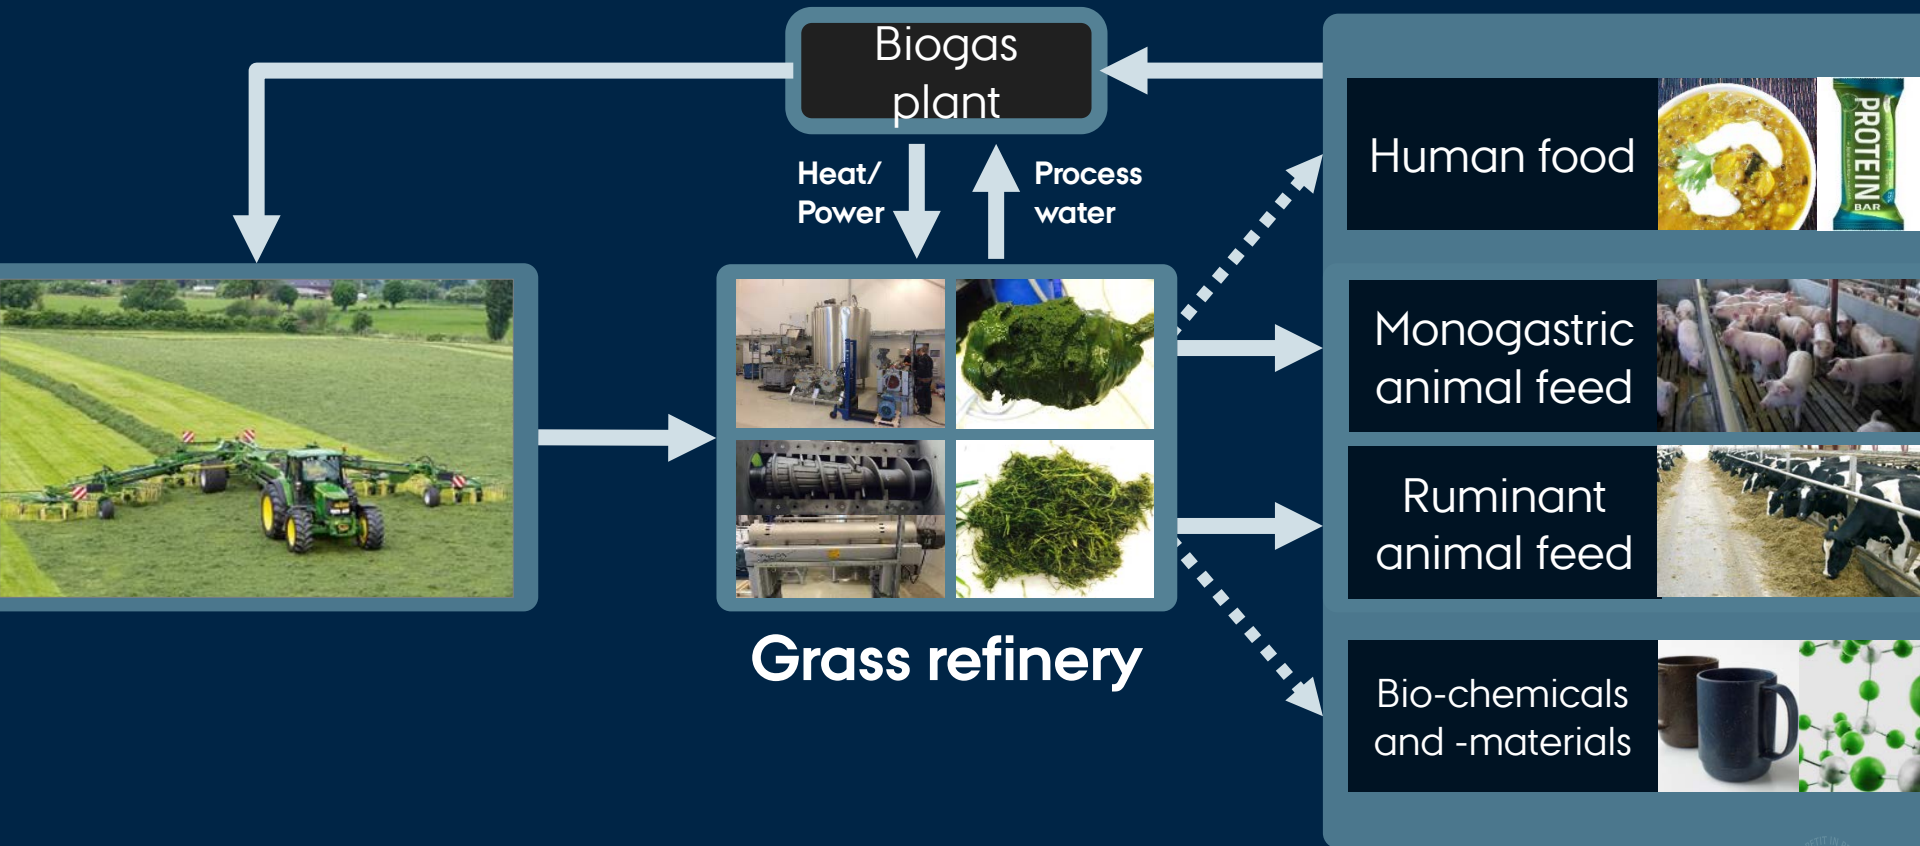 Biogas
plant
Heat/
Power
Process
water
Human food
PROTEIN
BAR
Monogastric
animal feed
Ruminant
animal feed
Grass refinery
Bio-chemicals
and -materials